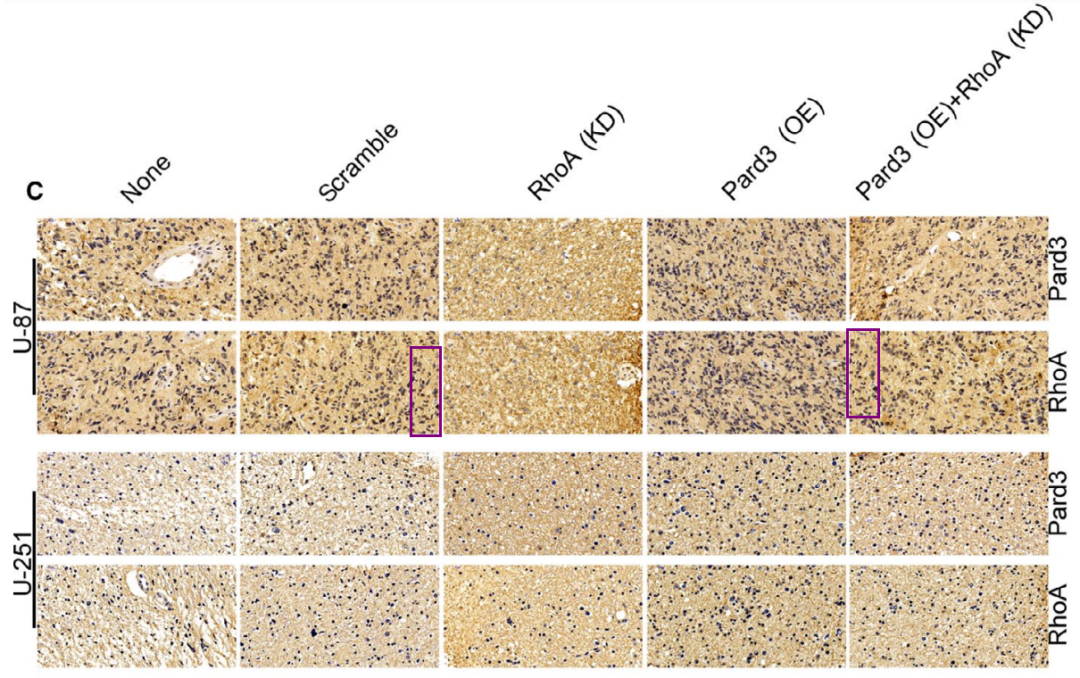 C
None
Scramble
RhoA (KD)
Pard3 (OE)
Pard3 (OE)+RhoA (KD)
U-87
Pard3
RhoA
U-251
Pard3
RhoA